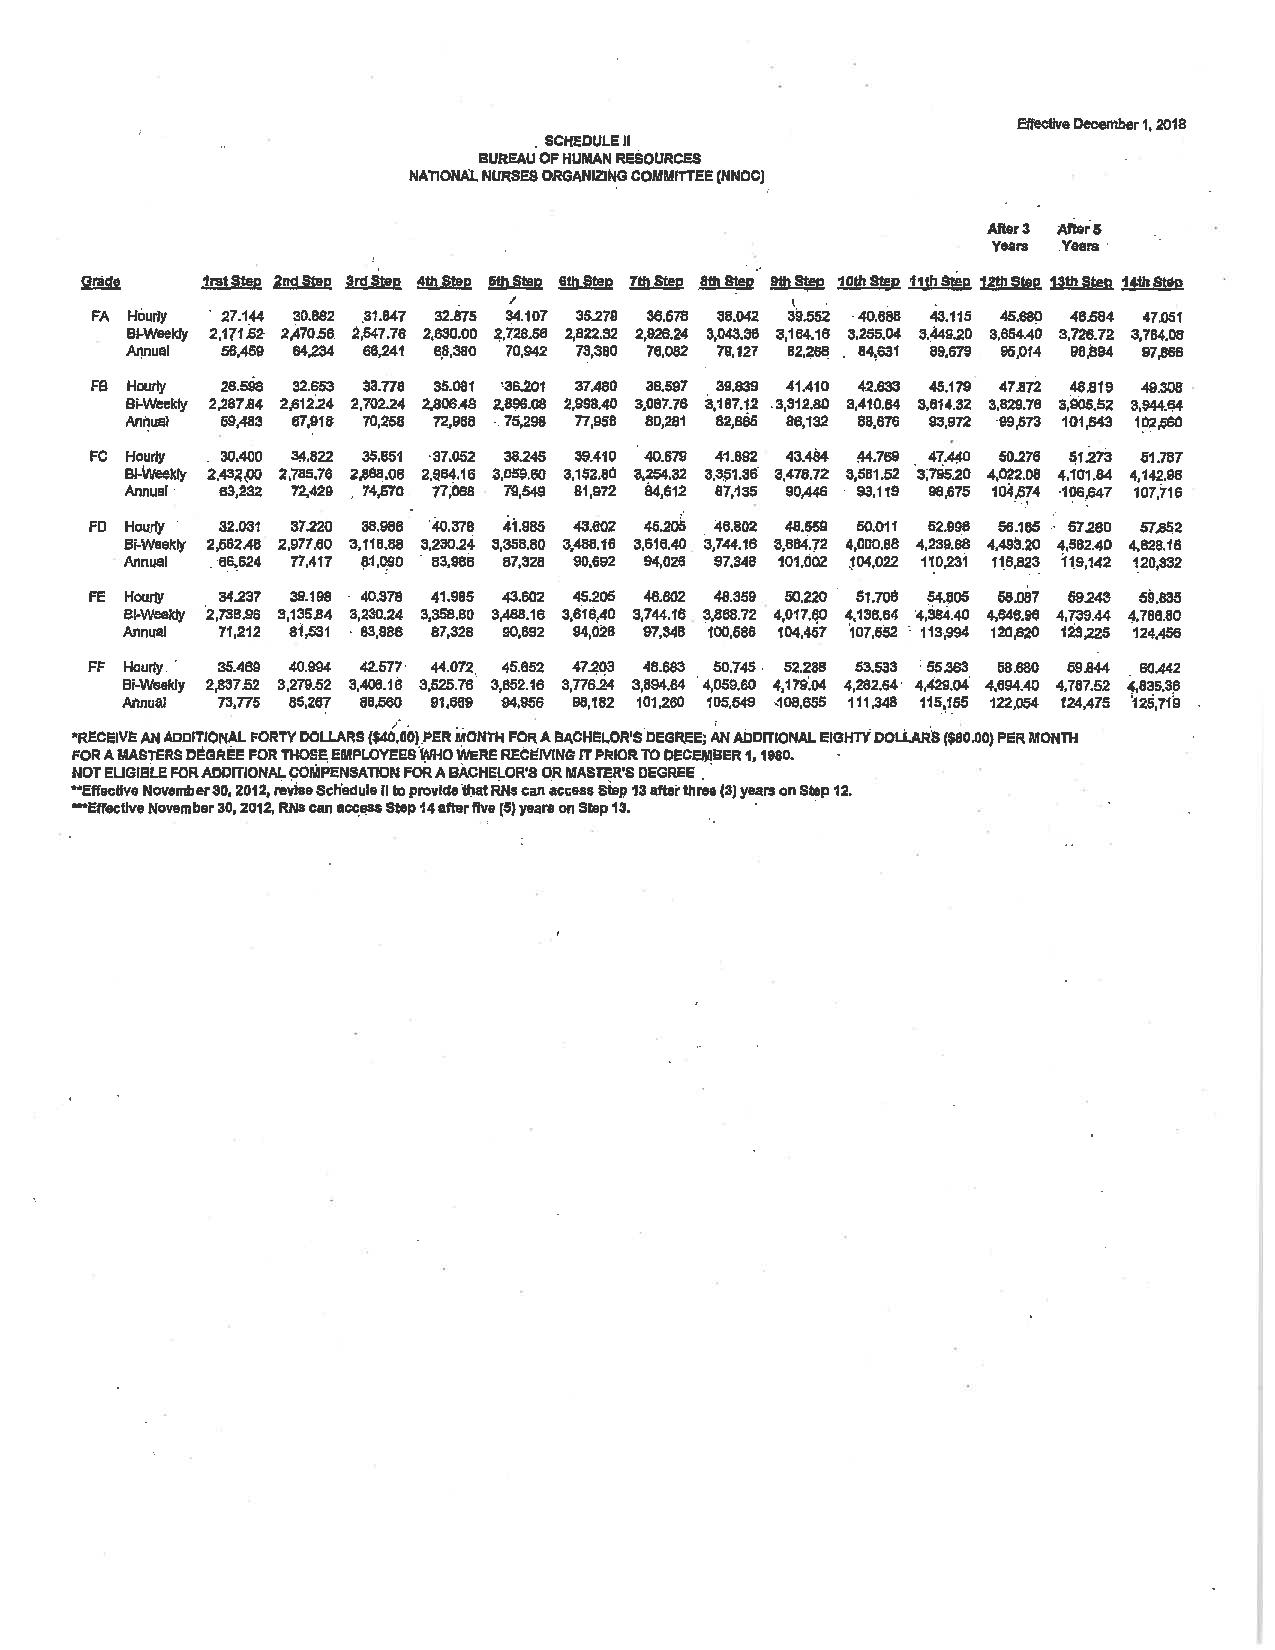 Effective December 1, 2018
SCHEDULE II
BUREAU OF HUMAN RESOURCES
NATIONAL NURSES ORGANIZING COMMITTEE (NNOC)
After 3 After 5
Years Years
Grade 1rst Step 2nd Step 3rd Step 4th Step 5th Step 6th Step 7th Step 8th Step 9th Step 10th Step 11th Step 12th Step 13th Step 14th Step
FA Hourly 27.144 30.882 31.847 32.875 34.107 35.278 36.578 38.042 39.552 40.688 43.115 45.680 46.584 47.051
Bi-Weekly 2,171.52 2,470.56 2,547.76 2,630.00 2,728.56 2,822.32 2,926.24 3,043.36 3,164.16 3,255.04 3,449.20 3,654.40 3,726.72 3,764.08
Annual 56,459 64,234 66,241 68,380 70,942 73,380 76,082 79,127 82,268 84,631 89,679 95,014 96,894 97,866
FB Hourly 28.598 32.653 33.778 35.081 36.201 37.480 38.597 39.839 41.410 42.633 45.179 47.872 48.819 49.308
Bi-Weekly 2,287.84 2,612.24 2,702.24 2,806.48 2,896.08 2,998.40 3,087.76 3,187.12 3,312.80 3,410.64 3,614.32 3,829.76 3,905.52 3,944.64
Annual 59,483 67,918 70,258 72,968 75,298 77,958 80,281 82,865 86,132 88,676 93,972 99,573 101,543 102,560
FC Hourly 30.400 34.822 35.851 37.052 38.245 39.410 40.679 41.892 43.484 44.769 47.440 50.276 51.273 51.787
Bi-Weekly 2,432.00 2,785.76 2,868.08 2,964.16 3,059.60 3,152.80 3,254.32 3,351.36 3,478.72 3,581.52 3,795.20 4,022.08 4,101.84 4,142.96
Annual 63,232 72,429 74,570 77,068 79,549 81,972 84,612 87,135 90,446 93,119 98,675 104,574 106,647 107,716
FD Hourly 32.031 37.220 38.986 40.378 41.985 43.602 45.205 46.802 48.559 50.011 52.996 56.165 57.280 57.852
Bi-Weekly 2,562.48 2,977.60 3,118.88 3,230.24 3,358.80 3,488.16 3,616.40 3,744.16 3,884.72 4,000.88 4,239.68 4,493.20 4,582.40 4,628.16
Annual 66,624 77,417 81,090 83,986 87,328 90,692 94,026 97,348 101,002 104,022 110,231 116,823 119,142 120,332
FE Hourly 34.237 39.198 40.378 41.985 43.602 45.205 46.802 48.359 50.220 51.708 54.805 58.087 59.243 59.835
Bi-Weekly 2,738.96 3,135.84 3,230.24 3,358.80 3,488.16 3,616.40 3,744.16 3,868.72 4,017.60 4,136.64 4,384.40 4,646.96 4,739.44 4,786.80
Annual 71,212 81,531 83,986 87,328 90,692 94,026 97,348 100,586 104,457 107,552 113,994 120,820 123,225 124,456
FF Hourly 35.469 40.994 42.577 44.072 45.652 47.203 48.683 50.745 52.238 53.533 55.363 58.680 59.844 60.442
Bi-Weekly 2,837.52 3,279.52 3,406.16 3,525.76 3,652.16 3,776.24 3,894.64 4,059.60 4,179.04 4,282.64 4,429.04 4,694.40 4,787.52 4,835.36
Annual 73,775 85,267 88,560 91,669 94,956 98,182 101,260 105,549 108,655 111,348 115,155 122,054 124,475 125,719
*RECEIVE AN ADDITIONAL FORTY DOLLARS ($40.00) PER MONTH FOR A BACHELOR'S DEGREE; AN ADDITIONAL EIGHTY DOLLARS ($80.00) PER MONTH
FOR A MASTERS DEGREE FOR THOSE EMPLOYEES WHO WERE RECEIVING IT PRIOR TO DECEMBER 1, 1980.
NOT ELIGIBLE FOR ADDITIONAL COMPENSATION FOR A BACHELOR'S OR MASTER'S DEGREE
**Effective November 30, 2012, revise Schedule II to provide that RNs can access Step 13 after three (3) years on Step 12.
***Effective November 30, 2012, RNs can access Step 14 after five (5) years on Step 13.